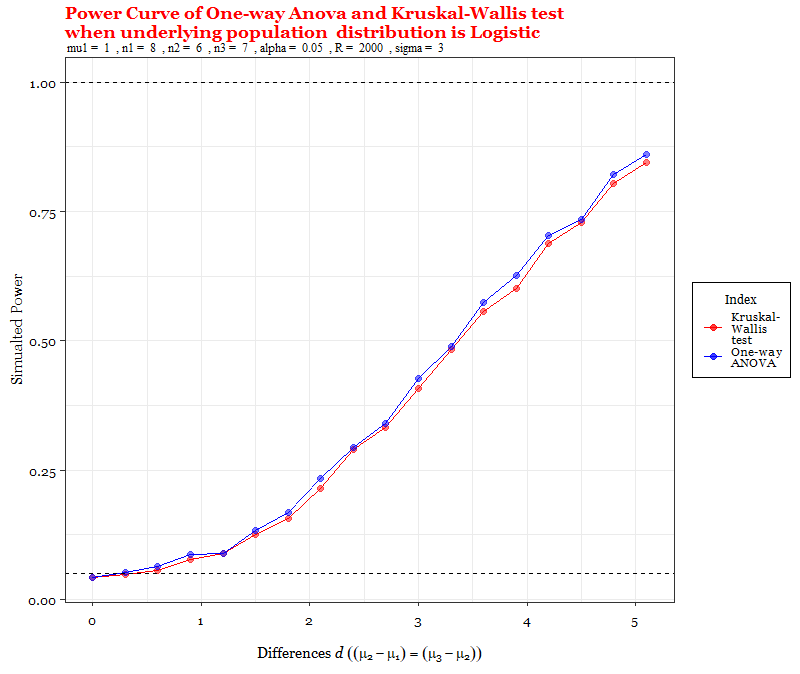 Power Curve of One-way Anova and Kruskal-Wallis test
when underlying population  distribution is Logistic
mu1 =  1  , n1 =  8  , n2 =  6  , n3 =  7  , alpha =  0.05  , R =  2000  , sigma =  3
1.00
0.75
0.50
0.25
0.00
Simualted Power
0 1 2 3 4 5
Differences d ((μ₂ − μ₁) = (μ₃ − μ₂))
Index
Kruskal-
Wallis
test
One-way
ANOVA